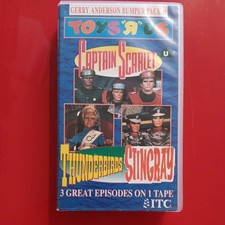 GERRY ANDERSON BUMPER PACK
TOYS "R" US
CAPTAIN SCARLET
U
THUNDERBIRDS
STINGRAY
3 GREAT EPISODES ON 1 TAPE
ITC